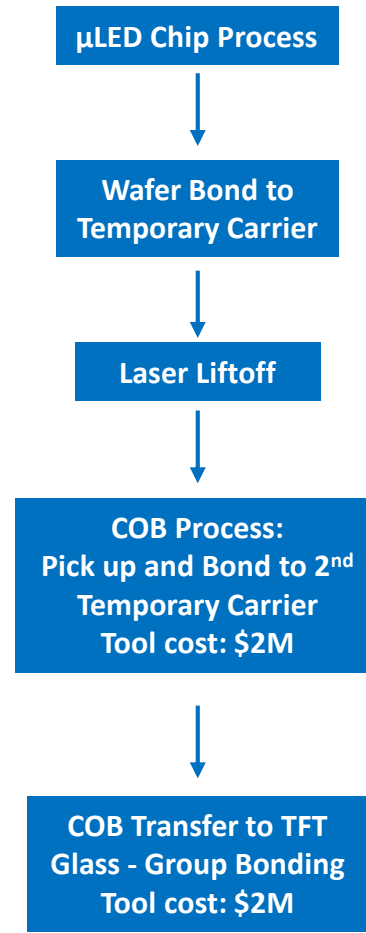 µLED Chip Process
Wafer Bond to
Temporary Carrier
Laser Liftoff
COB Process:
Pick up and Bond to 2nd
Temporary Carrier
Tool cost: $2M
COB Transfer to TFT
Glass - Group Bonding
Tool cost: $2M